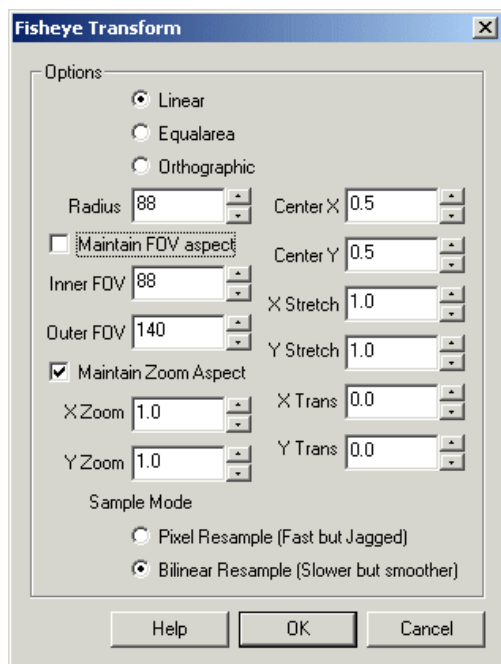 Fisheye Transform
Options
Linear
Equalarea
Orthographic
Radius 88 Center X 0.5
Maintain FOV aspect Center Y 0.5
Inner FOV 88 X Stretch 1.0
Outer FOV 140 Y Stretch 1.0
Maintain Zoom Aspect
X Zoom 1.0 X Trans 0.0
Y Zoom 1.0 Y Trans 0.0
Sample Mode
Pixel Resample (Fast but Jagged)
Bilinear Resample (Slower but smoother)
Help OK Cancel